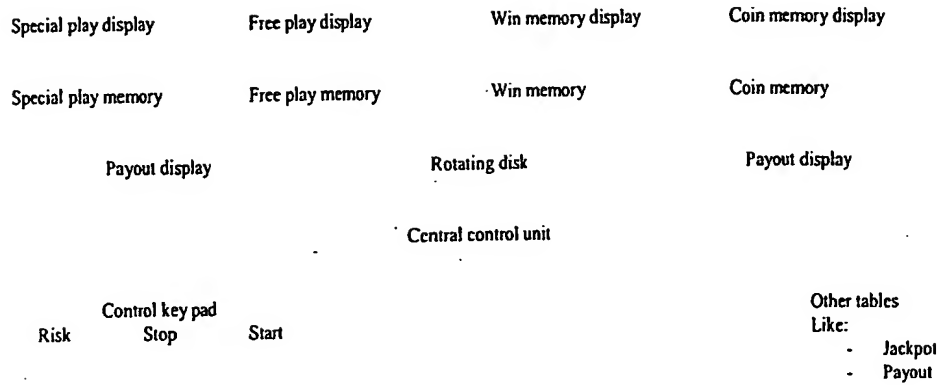 Special play display Free play display Win memory display Coin memory display
Special play memory Free play memory Win memory Coin memory
Payout display Rotating disk Payout display
Central control unit
Control key pad
Risk Stop Start
Other tables
Like:
- Jackpot
- Payout